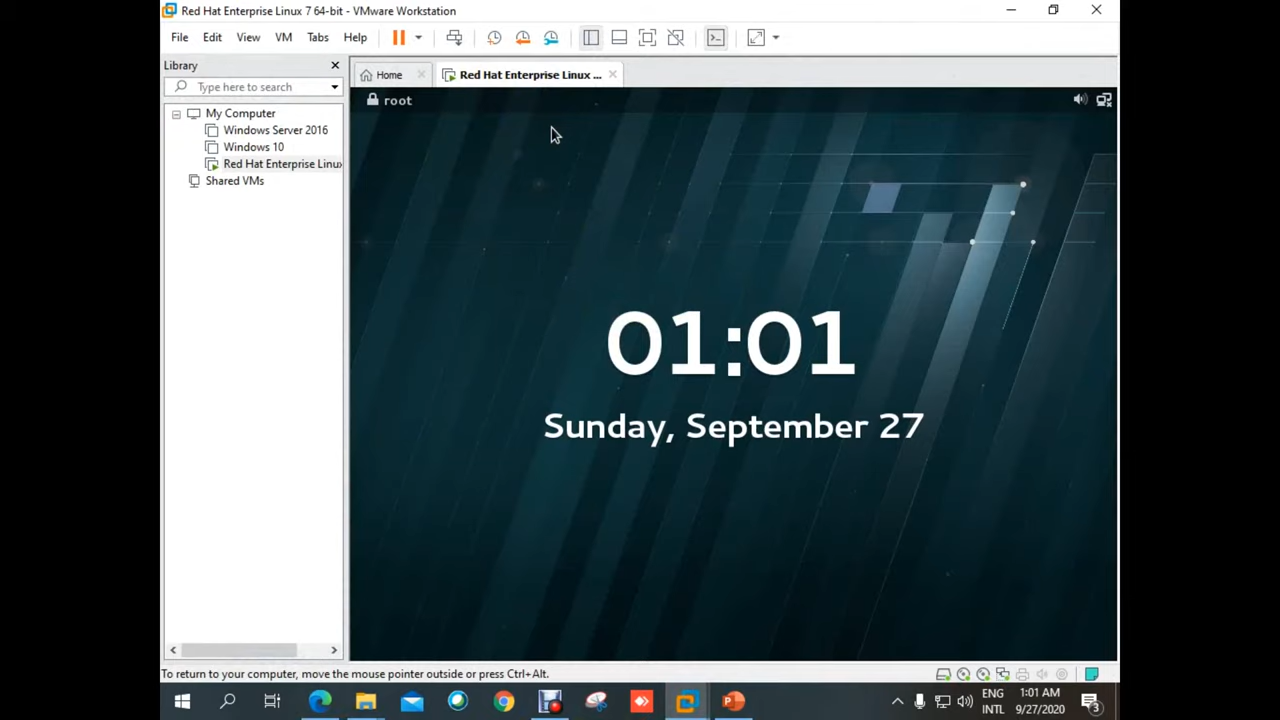 Red Hat Enterprise Linux 7 64-bit - VMware Workstation
File Edit View VM Tabs Help
Library
Type here to search
My Computer
Windows Server 2016
Windows 10
Red Hat Enterprise Linux
Shared VMs
Home
Red Hat Enterprise Linux ...
root
01:01
Sunday, September 27
To return to your computer, move the mouse pointer outside or press Ctrl+Alt.
ENG
INTL
1:01 AM
9/27/2020
3